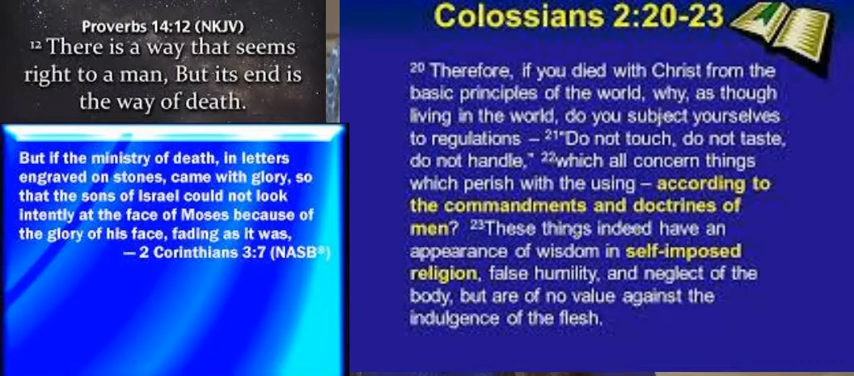 Proverbs 14:12 (NKJV)
¹² There is a way that seems
right to a man, But its end is
the way of death.
But if the ministry of death, in letters
engraved on stones, came with glory, so
that the sons of Israel could not look
intently at the face of Moses because of
the glory of his face, fading as it was,
— 2 Corinthians 3:7 (NASB®)
Colossians 2:20-23
²⁰ Therefore, if you died with Christ from the
basic principles of the world, why, as though
living in the world, do you subject yourselves
to regulations – ²¹"Do not touch, do not taste,
do not handle," ²²which all concern things
which perish with the using – according to
the commandments and doctrines of
men? ²³These things indeed have an
appearance of wisdom in self-imposed
religion, false humility, and neglect of the
body, but are of no value against the
indulgence of the flesh.